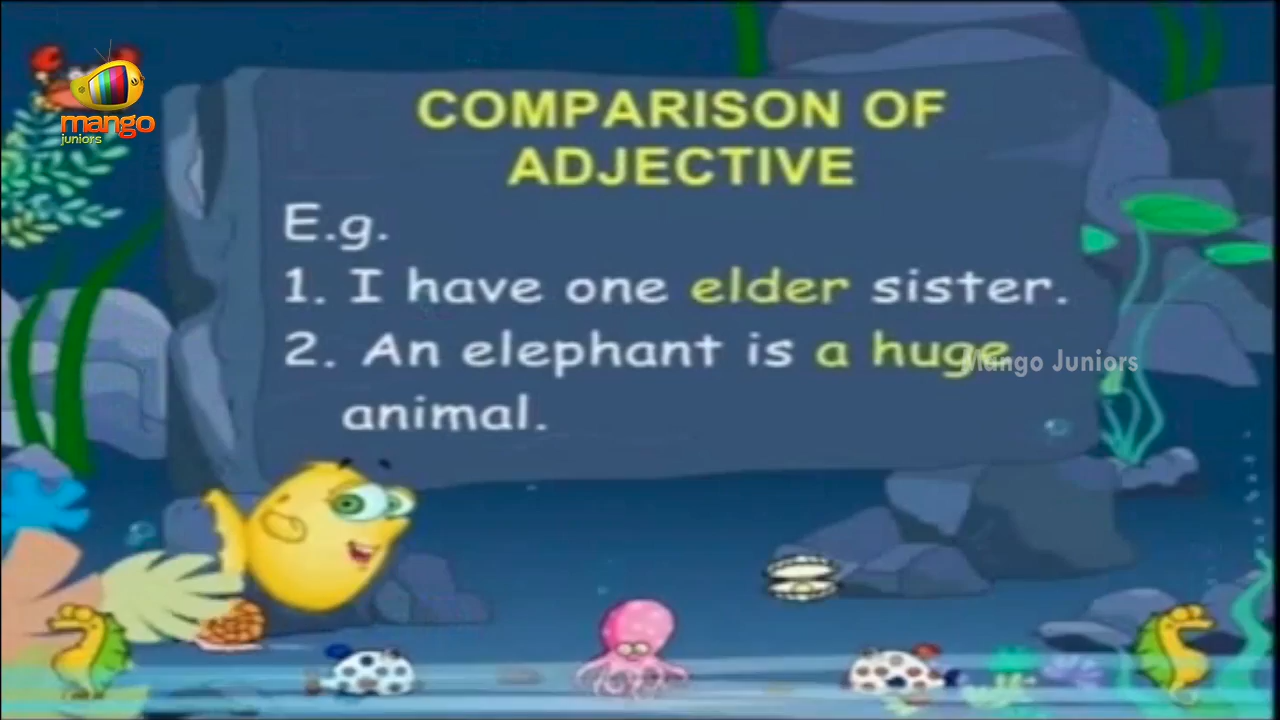 mango
juniors
COMPARISON OF
ADJECTIVE
E.g.
1. I have one elder sister.
2. An elephant is a huge
Mango Juniors
animal.